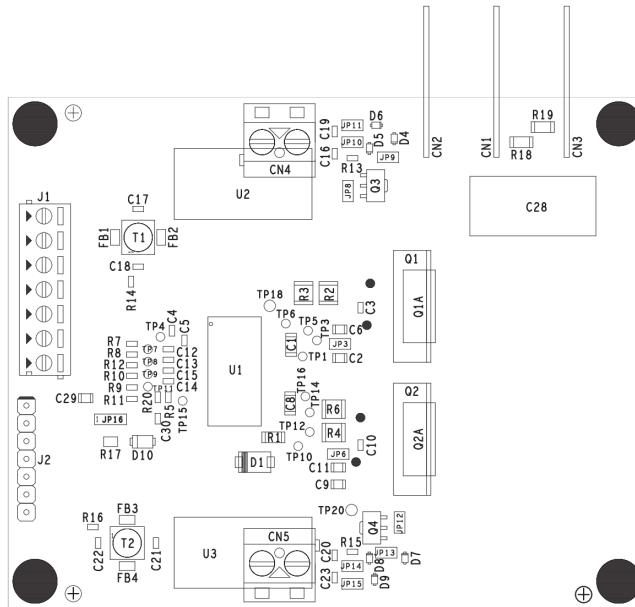 D6
C19
JP11
D4
R19
JP10
D5
CN2
CN1
CN3
C16
JP9
R18
CN4
R13
J1
U2
JP8
Q3
C17
C28
FB1
T1
FB2
C18
Q1
R14
R3
R2
TP18
C3
Q1A
TP6
TP5
C4
TP4
TP3
C6
C5
R7
C1
JP3
TP7
C12
R8
TP1
C2
TP8
C13
R12
U1
TP9
C15
R10
TP16
C14
R9
TP14
Q2
TP11
C29
R11
R20
R5
TP15
C8
R6
JP16
C30
TP12
R4
C10
Q2A
R17
D10
R1
TP10
JP6
J2
D1
C11
C9
FB3
TP20
R16
CN5
Q4
JP12
T2
C22
C21
U3
R15
C20
JP13
D8
D7
FB4
C23
JP14
D9
JP15